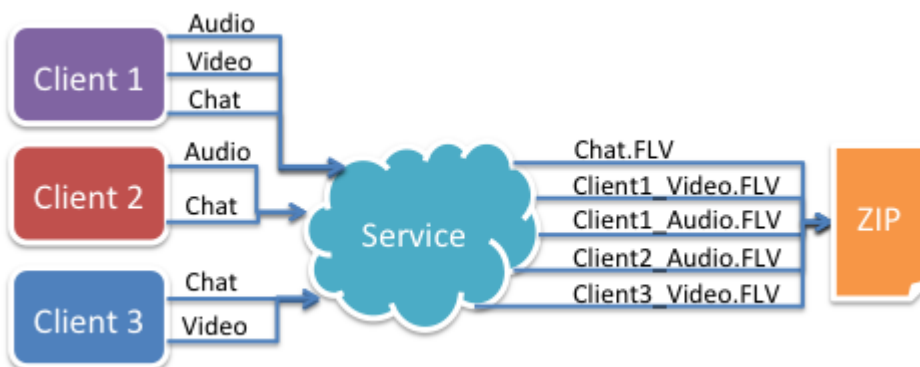 Client 1
Audio
Video
Chat
Client 2
Audio
Chat
Client 3
Chat
Video
Service
Chat.FLV
Client1_Video.FLV
Client1_Audio.FLV
Client2_Audio.FLV
Client3_Video.FLV
ZIP